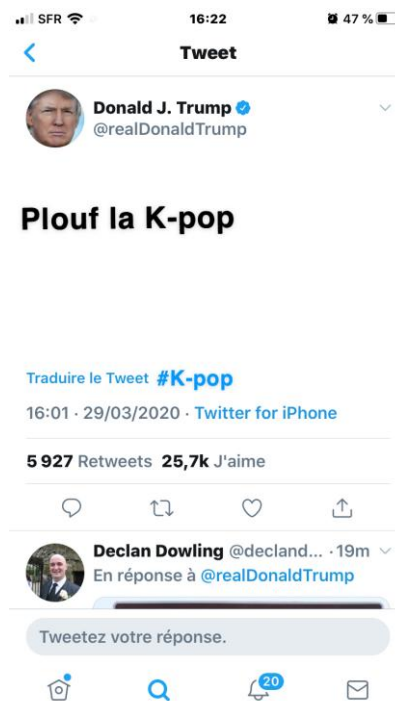 SFR 16:22 47 %
Tweet
Donald J. Trump
@realDonaldTrump
Plouf la K-pop
Traduire le Tweet #K-pop
16:01 · 29/03/2020 · Twitter for iPhone
5 927 Retweets 25,7k J'aime
Declan Dowling @decland... · 19m
En réponse à @realDonaldTrump
Tweetez votre réponse.
20